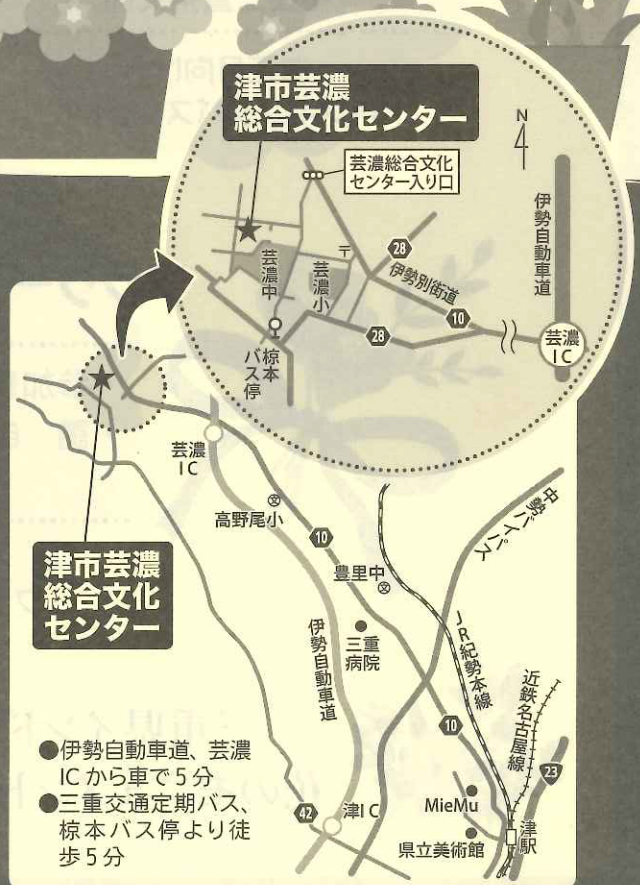 津市芸濃
総合文化センター
芸濃総合文化
センター入り口
N
伊勢自動車道
28
伊勢別街道
10
〒
芸濃中
芸濃小
28
椋本
バス停
芸濃
IC
芸濃
IC
高野尾小
文
10
豊里中
文
中勢バイパス
津市芸濃
総合文化
センター
伊勢自動車道
三重
病院
JR紀勢本線
近鉄名古屋線
10
23
MieMu
県立美術館
津駅
42
津IC
●伊勢自動車道、芸濃
ICから車で5分
●三重交通定期バス、
椋本バス停より徒
歩5分